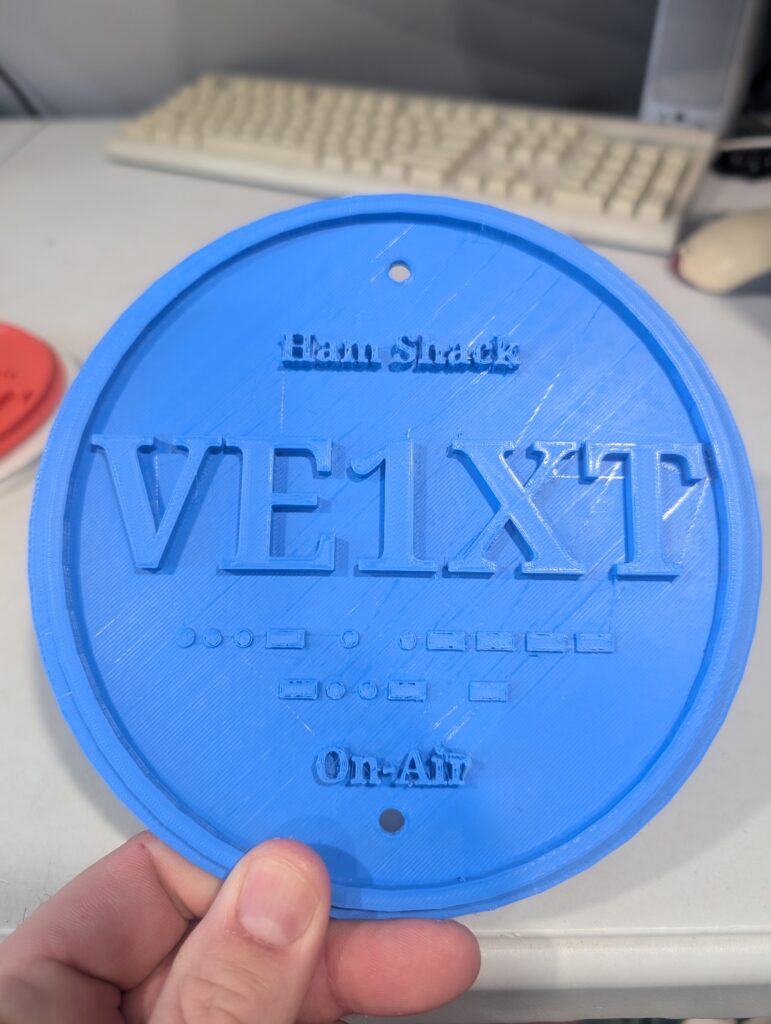 Ham Shack
VE1XT
•••— • •————
—••— —
On-Air